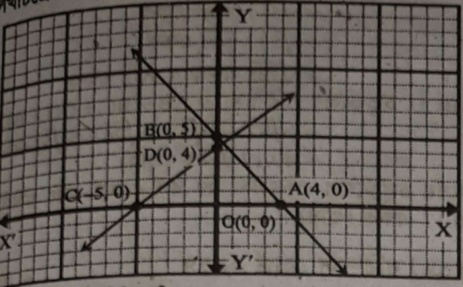 Y
B(0, 5)
D(0, 4)
C(-5, 0)
A(4, 0)
O(0, 0)
X'
X
Y'